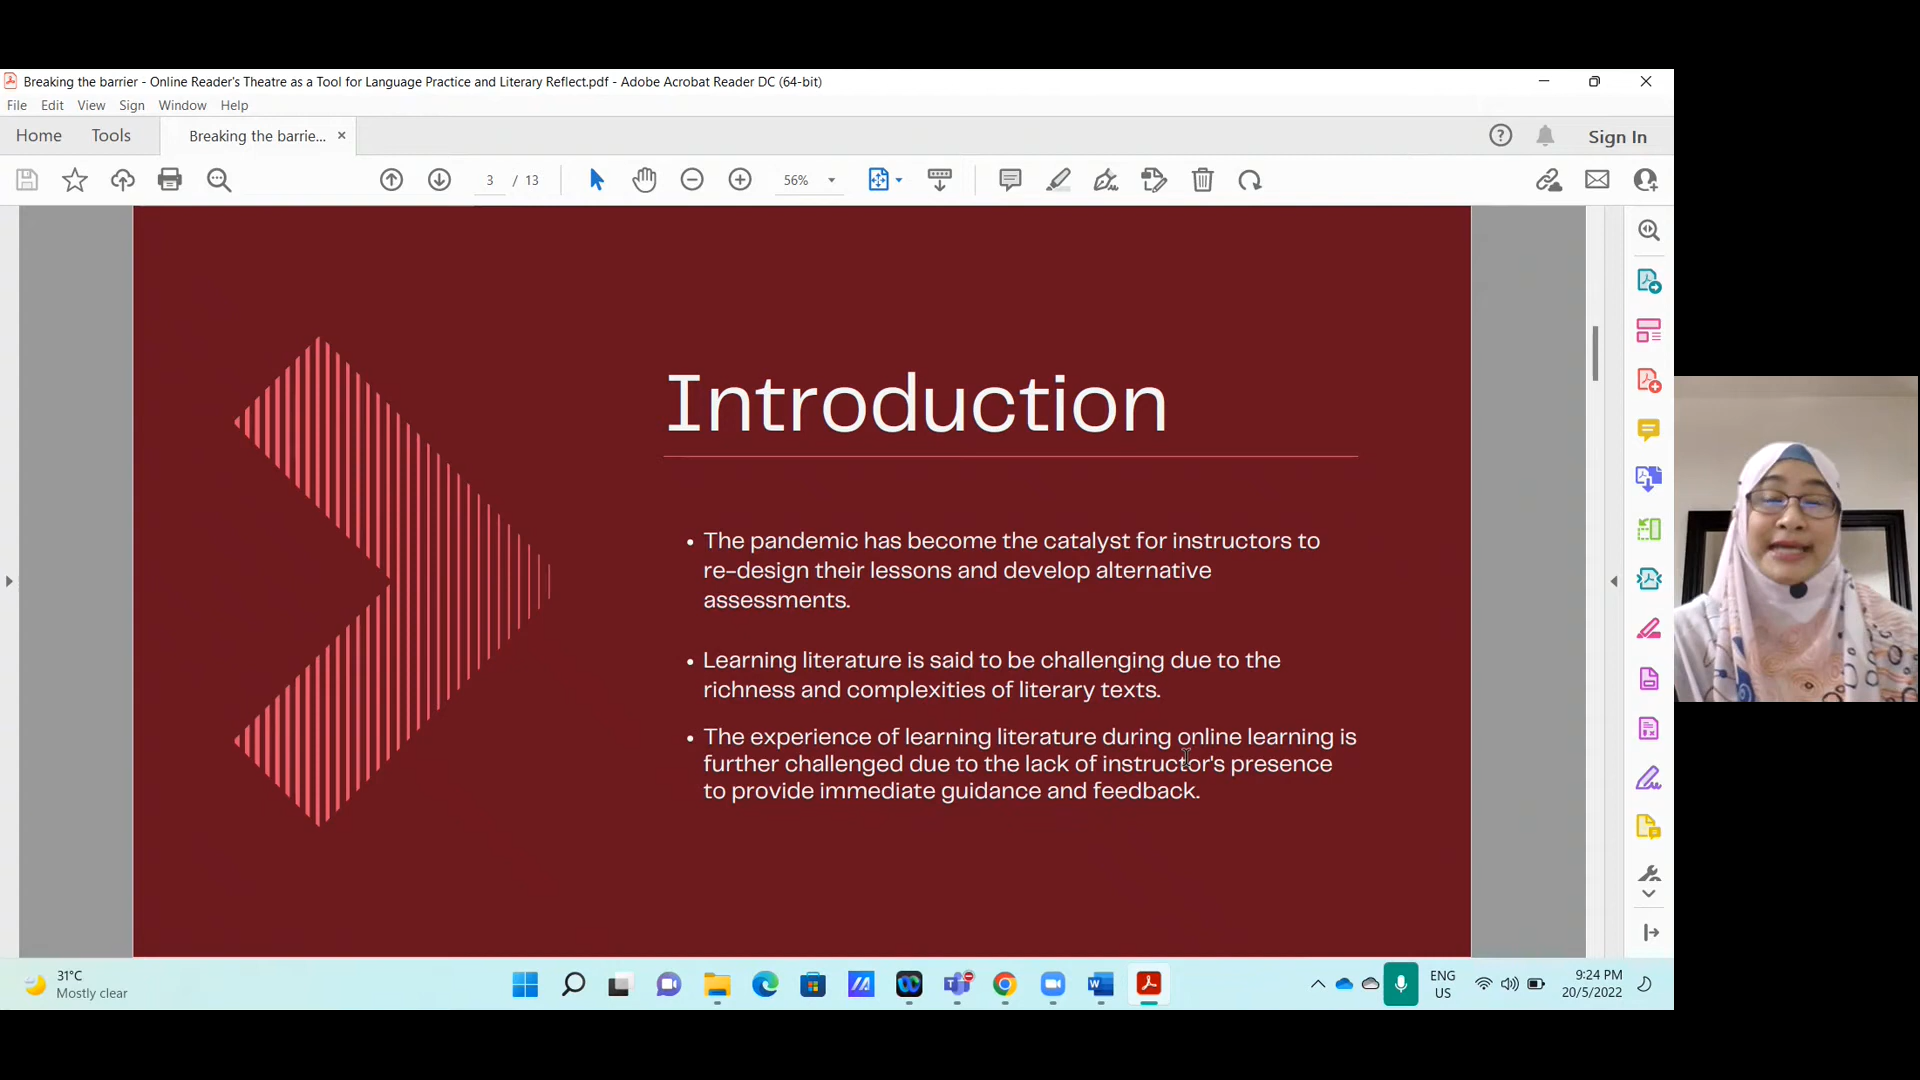 Breaking the barrier - Online Reader's Theatre as a Tool for Language Practice and Literary Reflect.pdf - Adobe Acrobat Reader DC (64-bit)
File Edit View Sign Window Help
Home Tools Breaking the barrie... Sign In
3 / 13 56%
Introduction
• The pandemic has become the catalyst for instructors to
re-design their lessons and develop alternative
assessments.
• Learning literature is said to be challenging due to the
richness and complexities of literary texts.
• The experience of learning literature during online learning is
further challenged due to the lack of instructor's presence
to provide immediate guidance and feedback.
31°C
Mostly clear
ENG
US
9:24 PM
20/5/2022